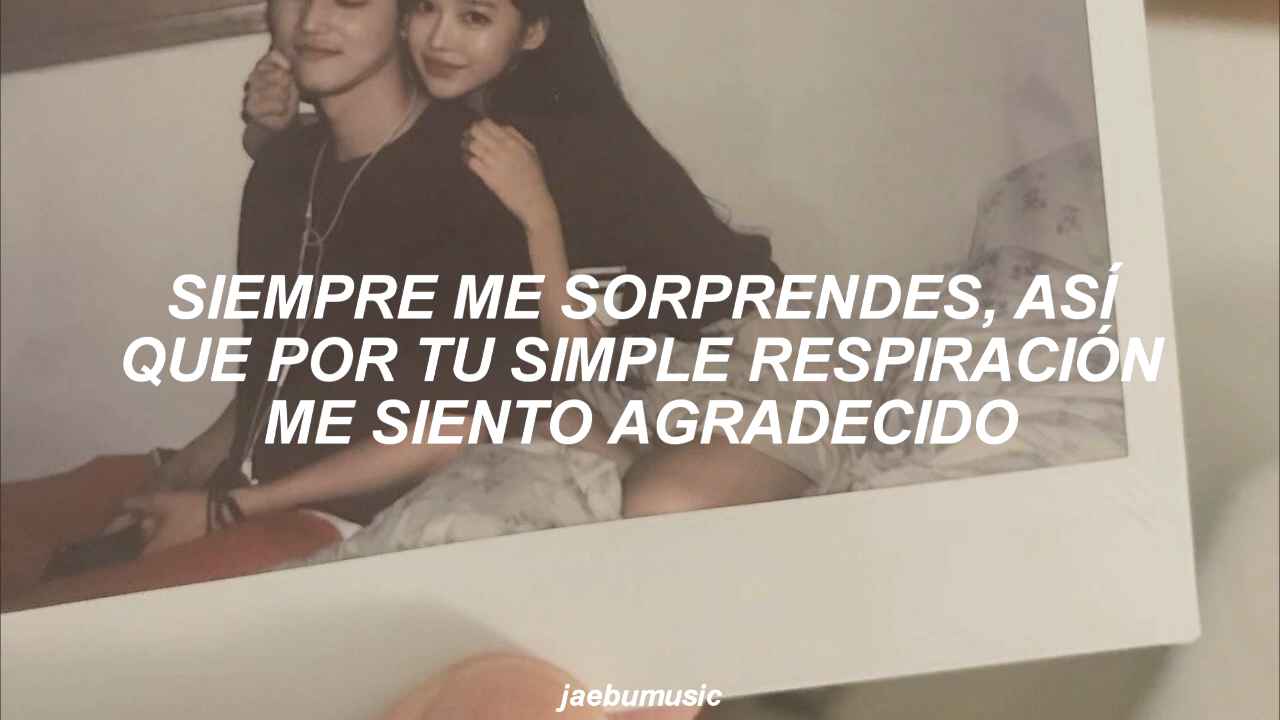 SIEMPRE ME SORPRENDES, ASÍ
QUE POR TU SIMPLE RESPIRACIÓN
ME SIENTO AGRADECIDO
jaebumusic